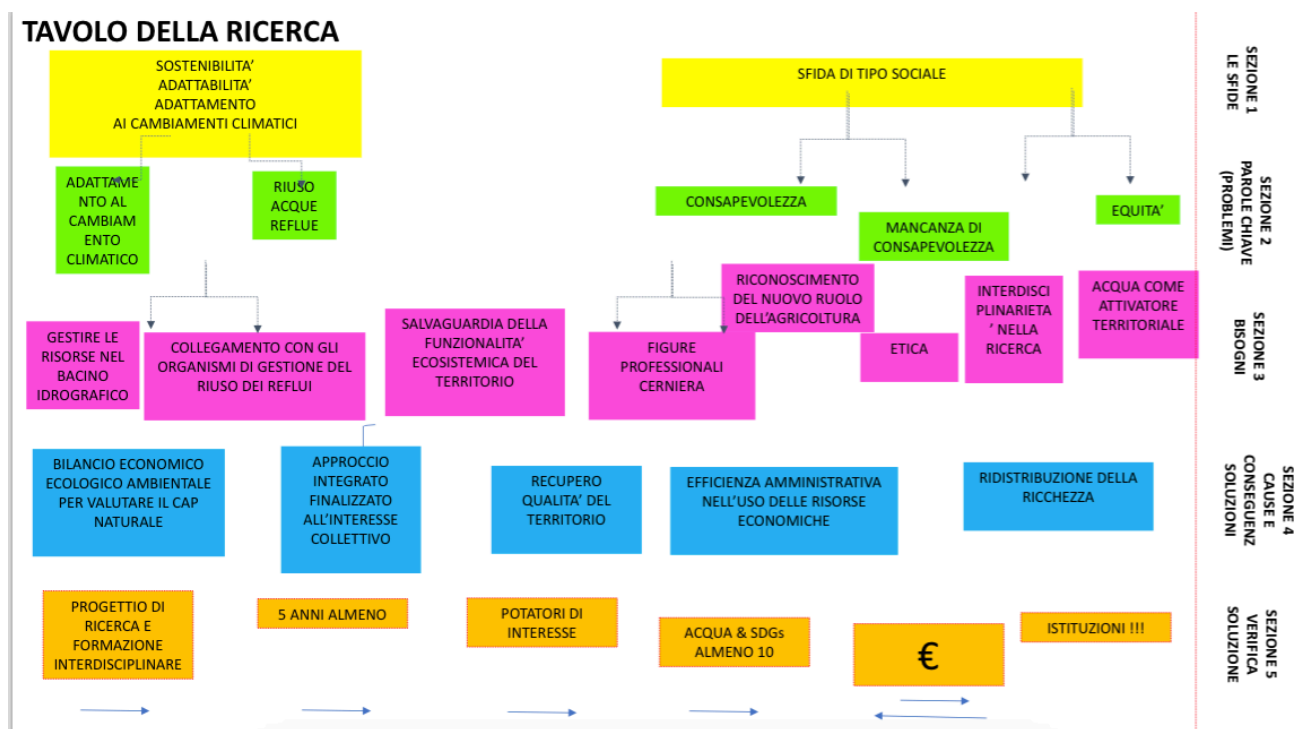 TAVOLO DELLA RICERCA
SOSTENIBILITA’
ADATTABILITA’
ADATTAMENTO
AI CAMBIAMENTI CLIMATICI
SFIDA DI TIPO SOCIALE
SEZIONE 1
LE SFIDE
ADATTAME
NTO AL
CAMBIAM
ENTO
CLIMATICO
RIUSO
ACQUE
REFLUE
CONSAPEVOLEZZA
MANCANZA DI
CONSAPEVOLEZZA
EQUITA’
SEZIONE 2
PAROLE CHIAVE
(PROBLEMI)
GESTIRE LE
RISORSE NEL
BACINO
IDROGRAFICO
COLLEGAMENTO CON GLI
ORGANISMI DI GESTIONE DEL
RIUSO DEI REFLUI
SALVAGUARDIA DELLA
FUNZIONALITA’
ECOSISTEMICA DEL
TERRITORIO
FIGURE
PROFESSIONALI
CERNIERA
RICONOSCIMENTO
DEL NUOVO RUOLO
DELL’AGRICOLTURA
ETICA
INTERDISCI
PLINARIETA
’ NELLA
RICERCA
ACQUA COME
ATTIVATORE
TERRITORIALE
SEZIONE 3
BISOGNI
BILANCIO ECONOMICO
ECOLOGICO AMBIENTALE
PER VALUTARE IL CAP
NATURALE
APPROCCIO
INTEGRATO
FINALIZZATO
ALL’INTERESSE
COLLETTIVO
RECUPERO
QUALITA’ DEL
TERRITORIO
EFFICIENZA AMMINISTRATIVA
NELL’USO DELLE RISORSE
ECONOMICHE
RIDISTRIBUZIONE DELLA
RICCHEZZA
SEZIONE 4
CAUSE E
CONSEGUENZ
SOLUZIONI
PROGETTIO DI
RICERCA E
FORMAZIONE
INTERDISCIPLINARE
5 ANNI ALMENO
POTATORI DI
INTERESSE
ACQUA & SDGs
ALMENO 10
€
ISTITUZIONI !!!
SEZIONE 5
VERIFICA
SOLUZIONE